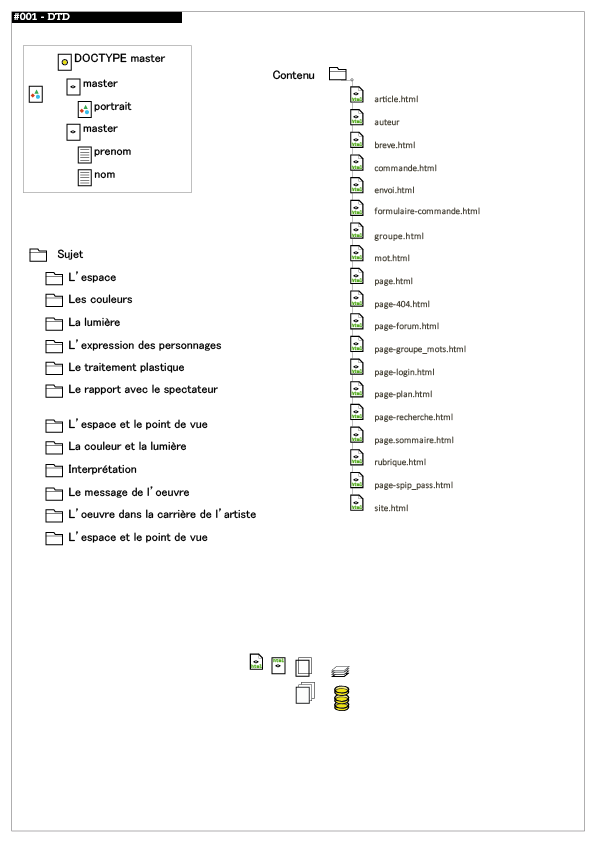 #001 - DTD
DOCTYPE master
master
portrait
master
prenom
nom
Sujet
L'espace
Les couleurs
La lumière
L'expression des personnages
Le traitement plastique
Le rapport avec le spectateur
L'espace et le point de vue
La couleur et la lumière
Interprétation
Le message de l'oeuvre
L'oeuvre dans la carrière de l'artiste
L'espace et le point de vue
Contenu
article.html
auteur
breve.html
commande.html
envoi.html
formulaire-commande.html
groupe.html
mot.html
page.html
page-404.html
page-forum.html
page-groupe_mots.html
page-login.html
page-plan.html
page-recherche.html
page.sommaire.html
rubrique.html
page-spip_pass.html
site.html